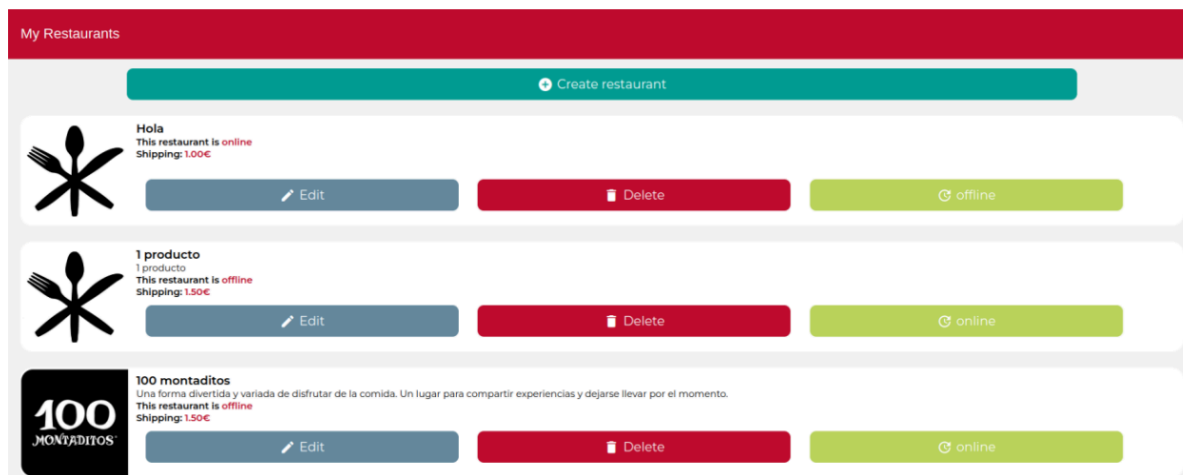 My Restaurants
Create restaurant
Hola
This restaurant is online
Shipping: 1.00€
Edit Delete offline
1 producto
1 producto
This restaurant is offline
Shipping: 1.50€
Edit Delete online
100 montaditos
Una forma divertida y variada de disfrutar de la comida. Un lugar para compartir experiencias y dejarse llevar por el momento.
This restaurant is offline
Shipping: 1.50€
100
MONTADITOS
Edit Delete online